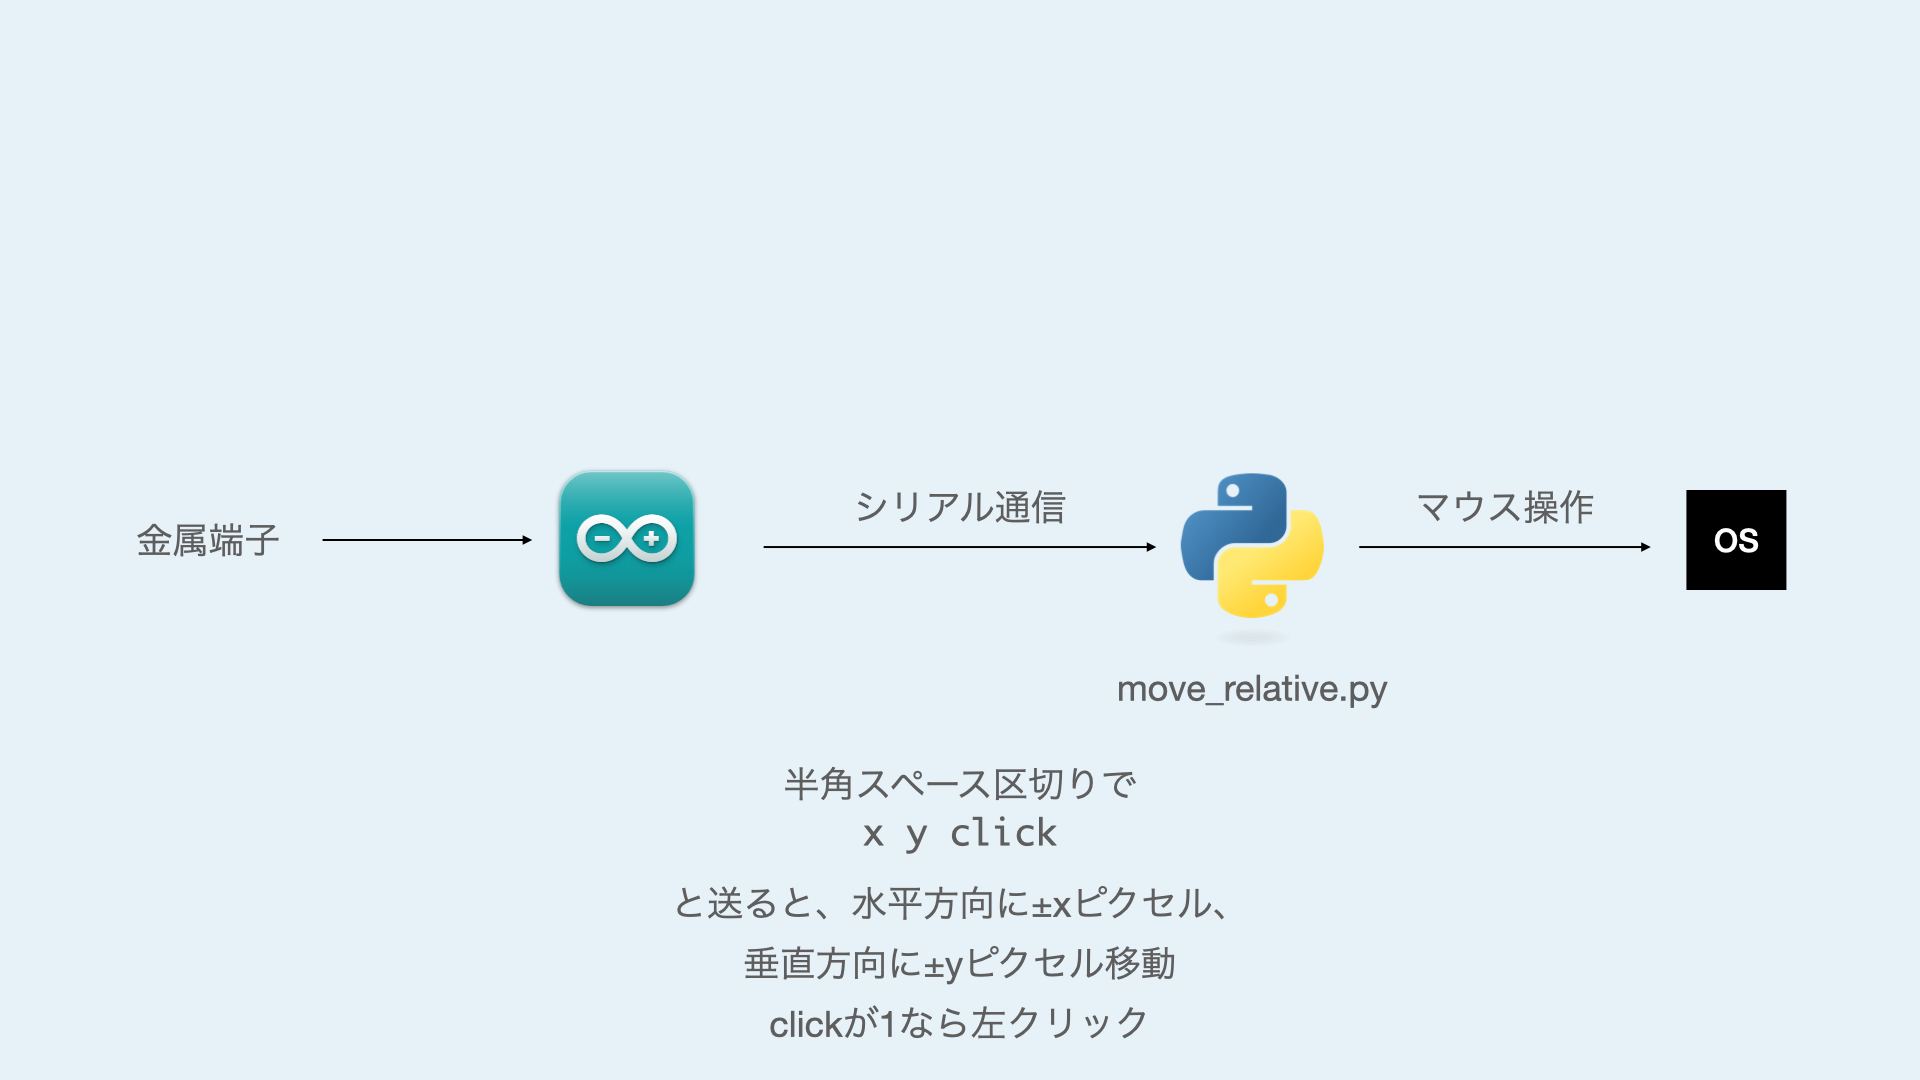 金属端子
シリアル通信
マウス操作
OS
move_relative.py
半角スペース区切りで
x y click
と送ると、水平方向に±xピクセル、
垂直方向に±yピクセル移動
clickが1なら左クリック